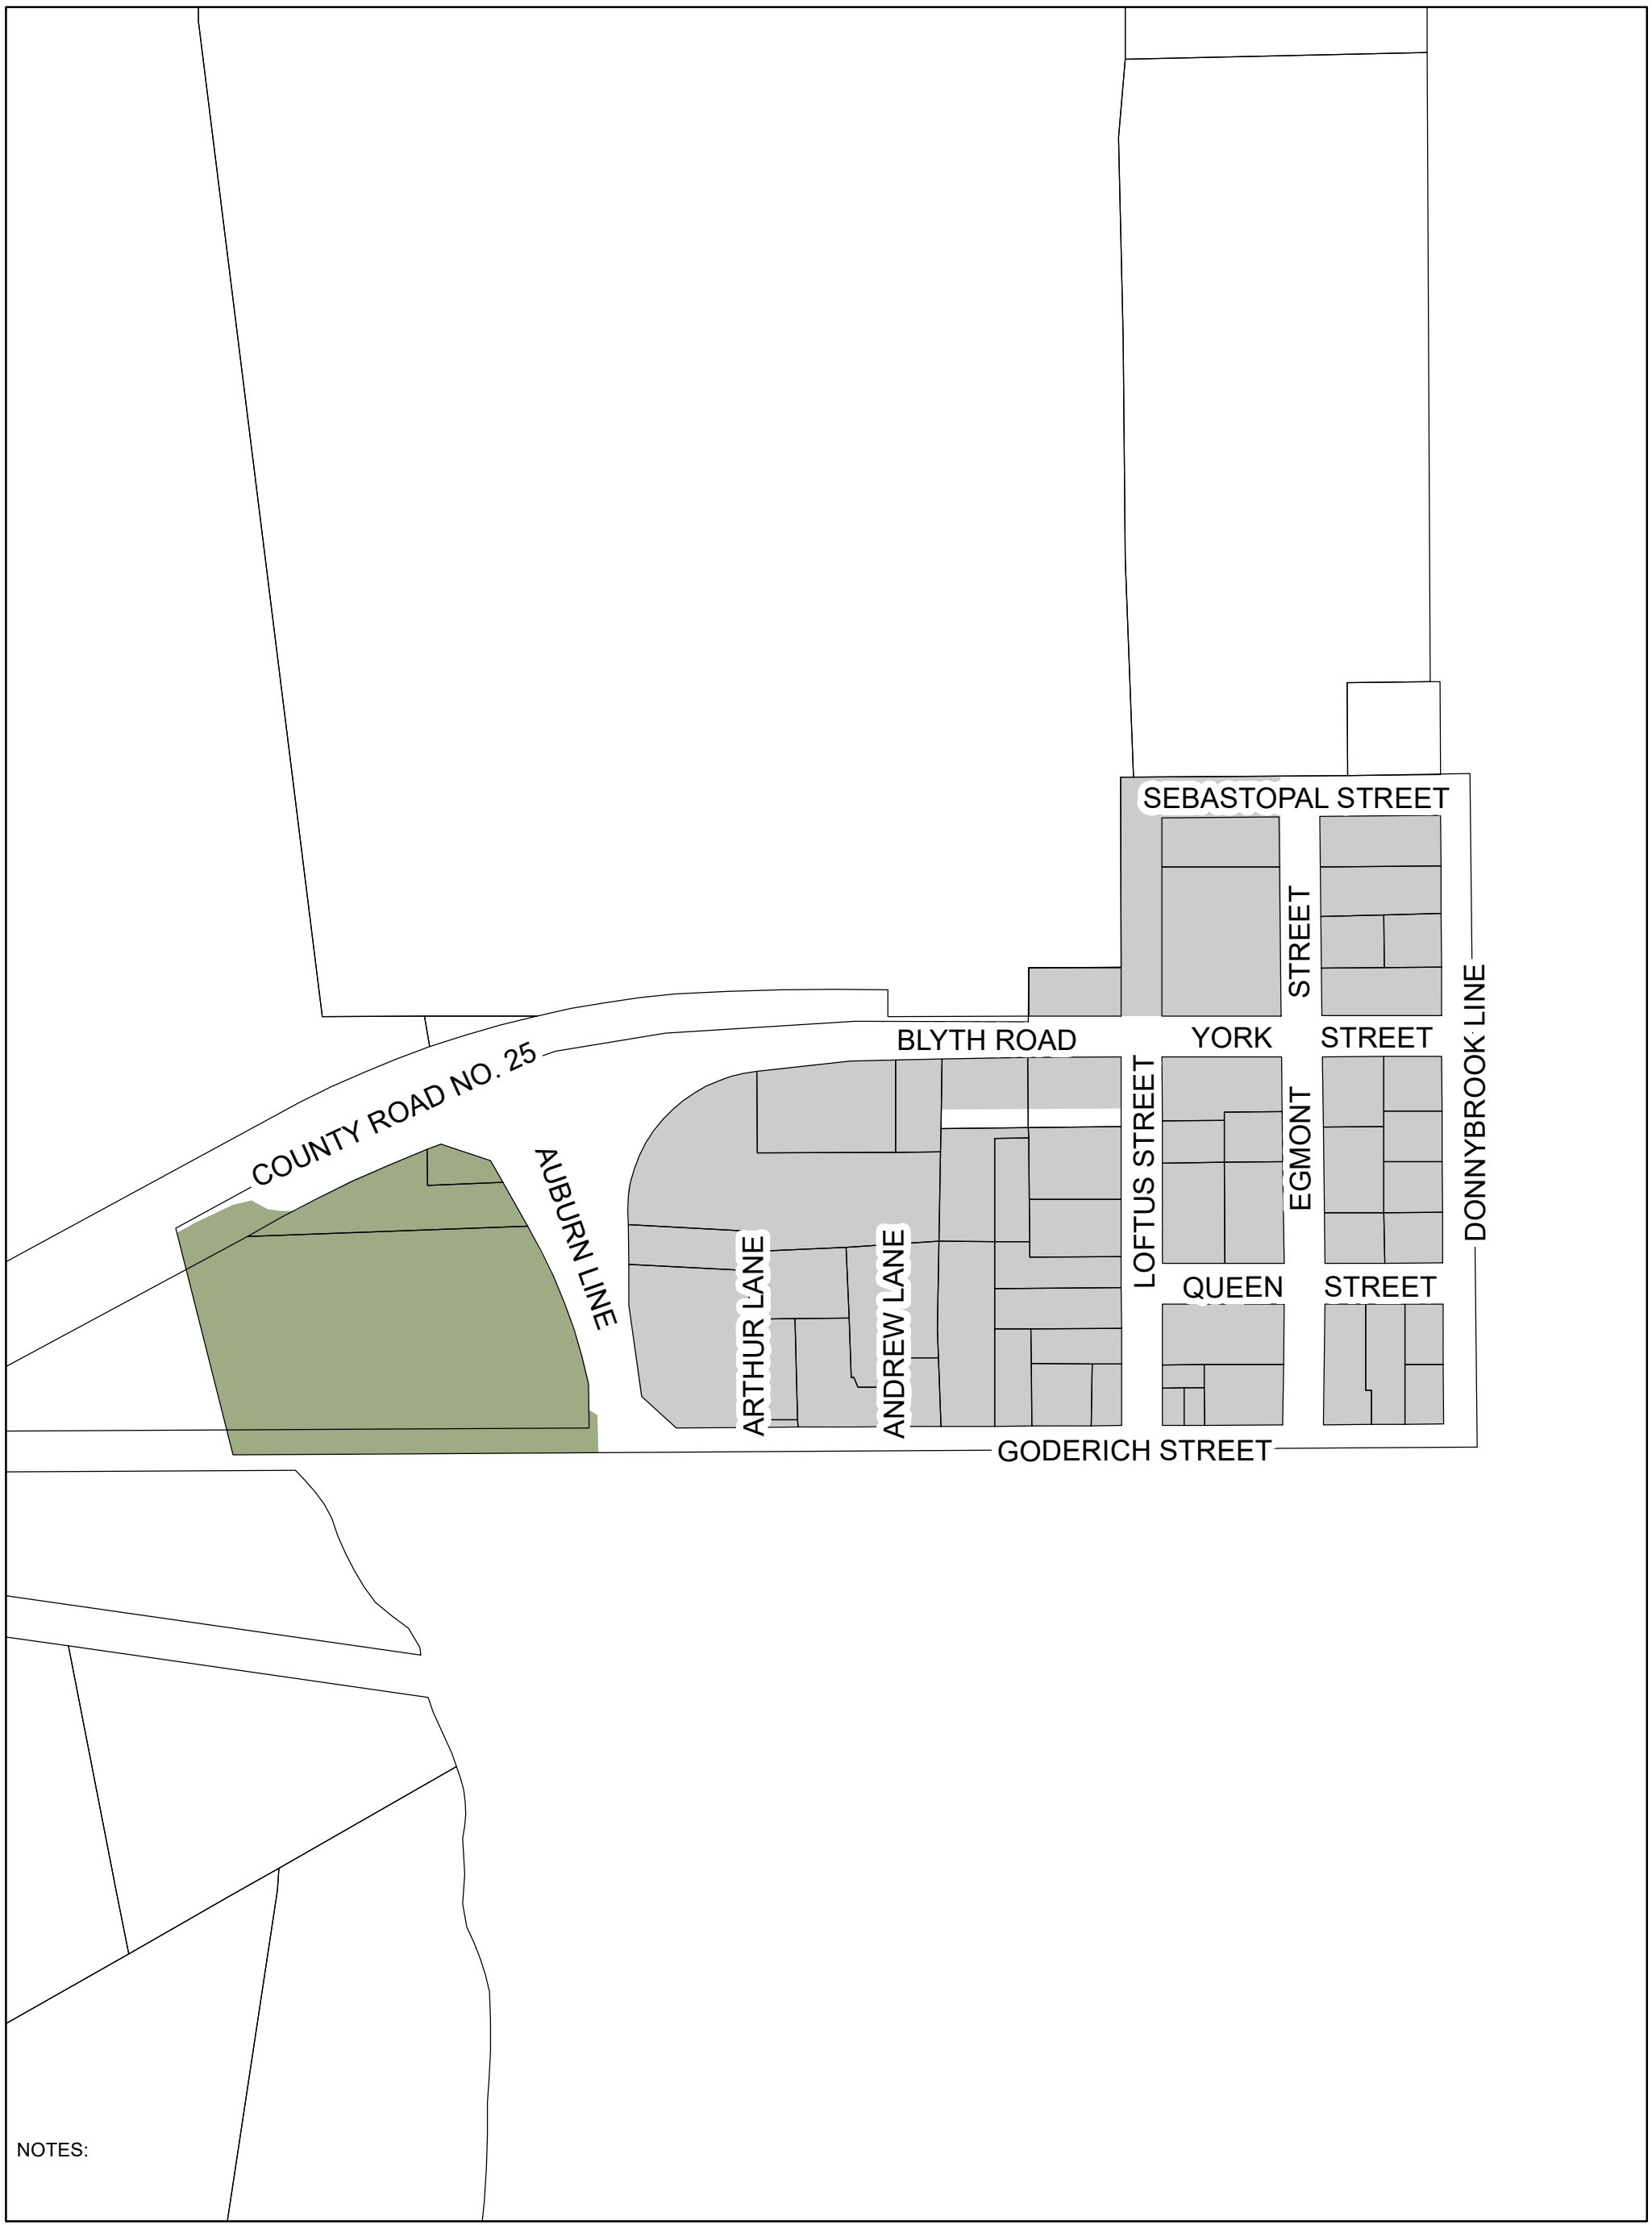 SEBASTOPAL STREET
STREET
DONNYBROOK LINE
BLYTH ROAD
YORK STREET
COUNTY ROAD NO. 25
AUBURN LINE
LOFTUS STREET
EGMONT
ARTHUR LANE
ANDREW LANE
QUEEN STREET
GODERICH STREET
NOTES: